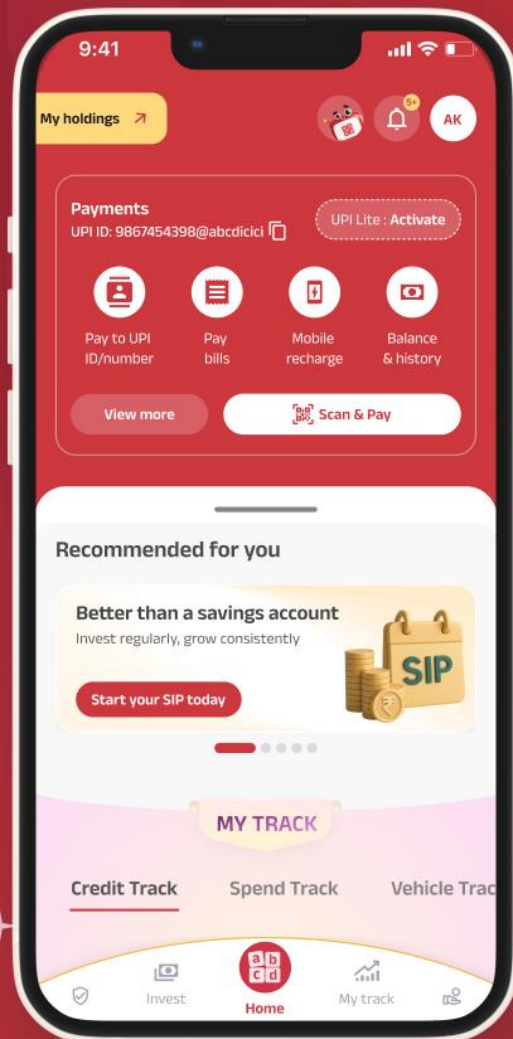 9:41
My holdings
5+
AK
Payments
UPI ID: 9867454398@abcdicici
UPI Lite : Activate
Pay to UPI
ID/number
Pay
bills
Mobile
recharge
Balance
& history
View more
Scan & Pay
Recommended for you
Better than a savings account
Invest regularly, grow consistently
Start your SIP today
SIP
₹
MY TRACK
Credit Track
Spend Track
Vehicle Trac
a b
c d
Invest
Home
My track